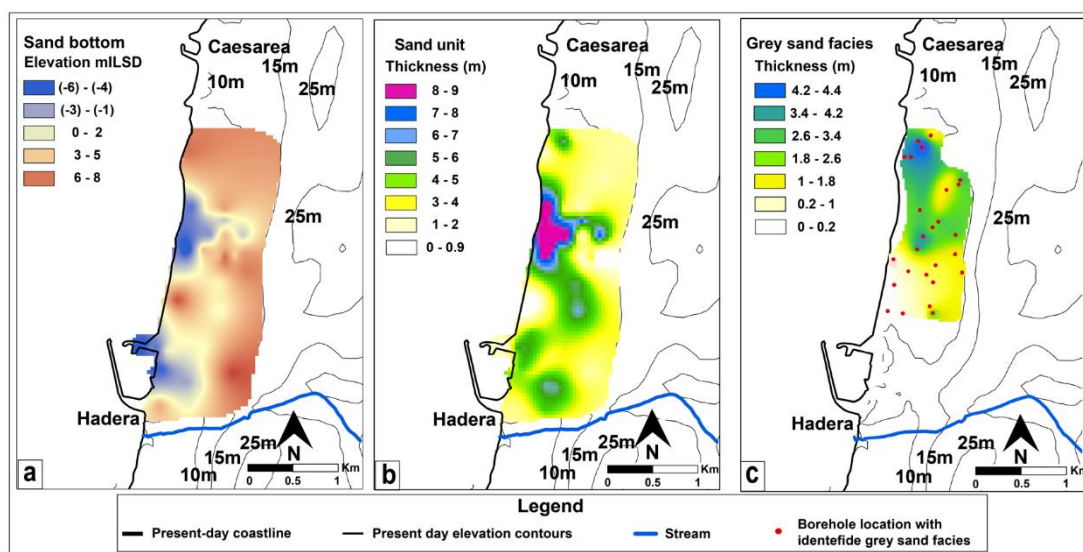 Sand bottom
Elevation mILSD
(-6) - (-4)
(-3) - (-1)
0 - 2
3 - 5
6 - 8
Caesarea
10m
15m
25m
25m
Hadera
25m
15m
10m
N
Km
0 0.5 1
a
Sand unit
Thickness (m)
8 - 9
7 - 8
6 - 7
5 - 6
4 - 5
3 - 4
1 - 2
0 - 0.9
Caesarea
10m
15m
25m
25m
Hadera
25m
15m
10m
N
Km
0 0.5 1
b
Grey sand facies
Thickness (m)
4.2 - 4.4
3.4 - 4.2
2.6 - 3.4
1.8 - 2.6
1 - 1.8
0.2 - 1
0 - 0.2
Caesarea
10m
15m
25m
25m
Hadera
25m
15m
10m
N
Km
0 0.5 1
c
Legend
Present-day coastline
Present day elevation contours
Stream
Borehole location with
identefide grey sand facies